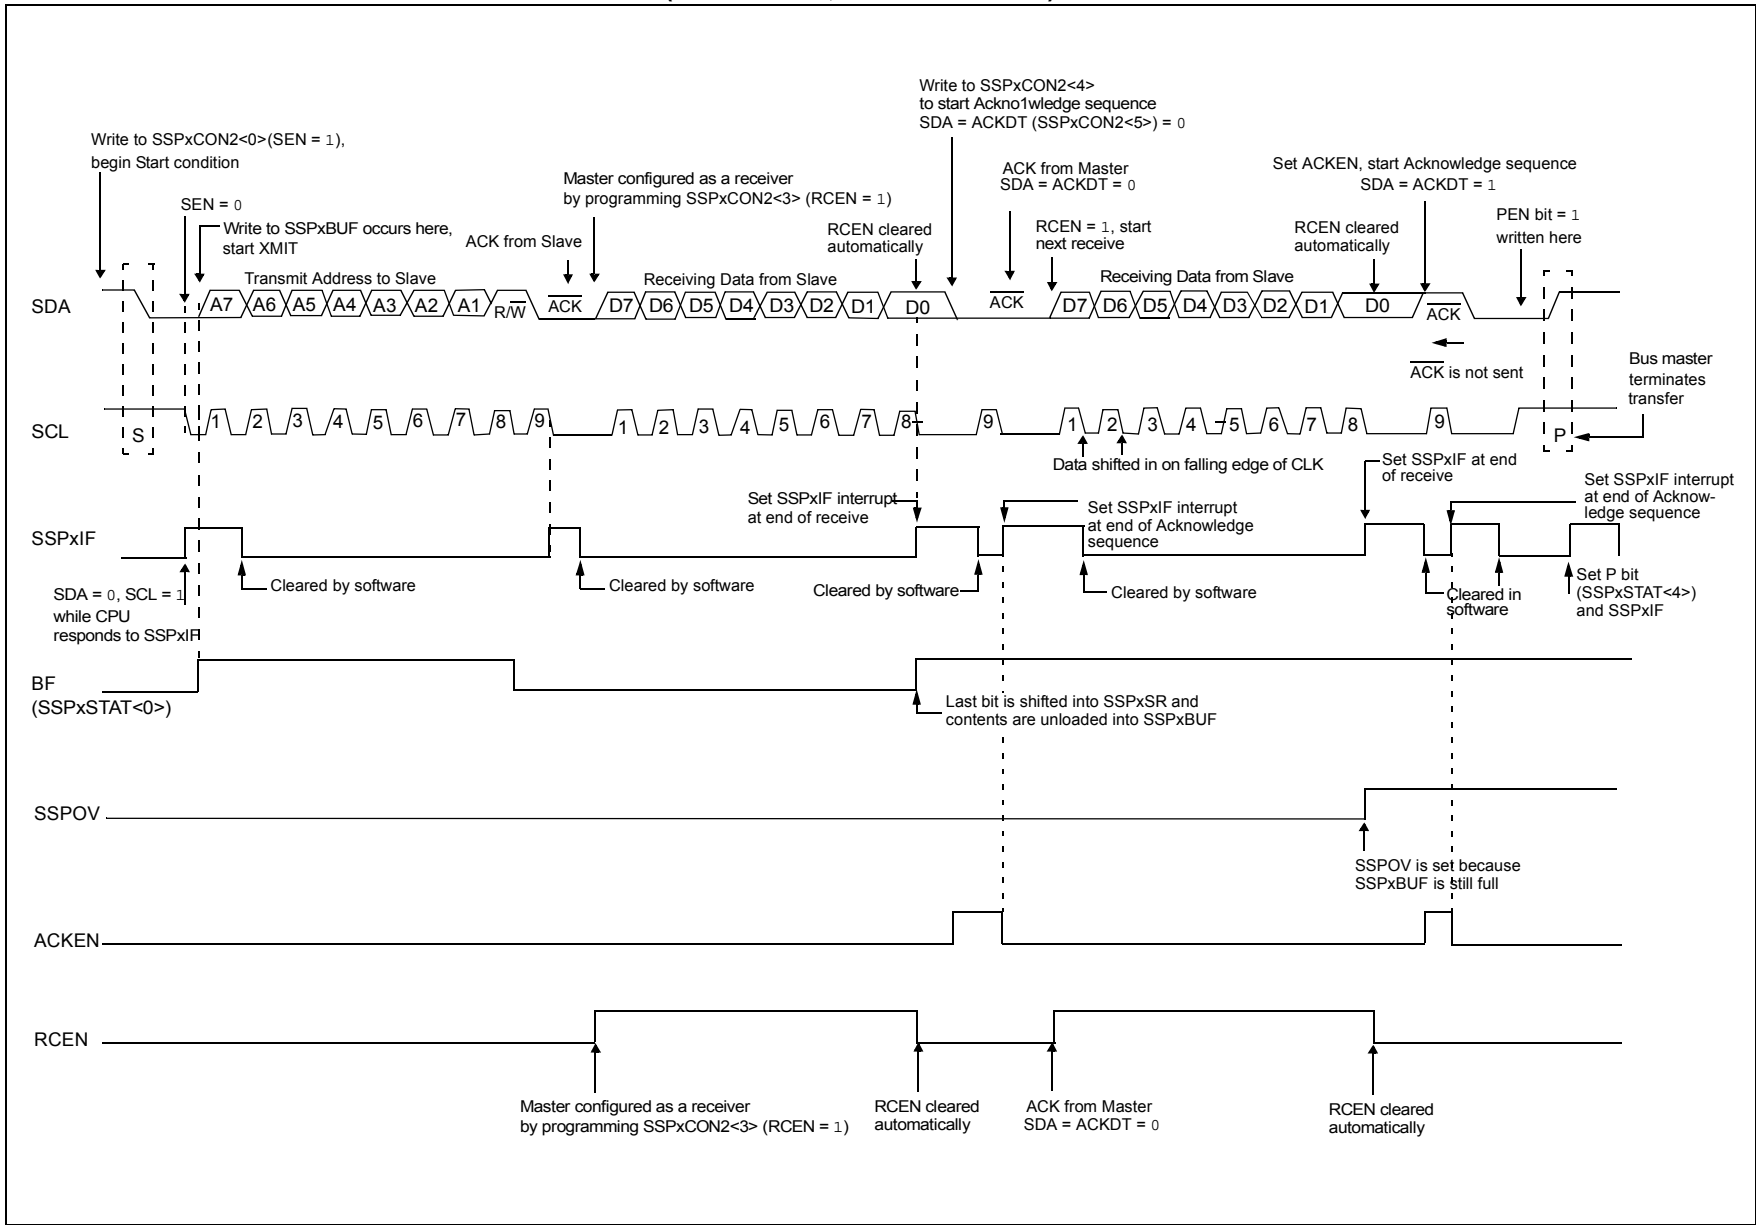 Write to SSPxCON2<4>
to start Ackno1wledge sequence
SDA = ACKDT (SSPxCON2<5>) = 0
Write to SSPxCON2<0>(SEN = 1),
begin Start condition
ACK from Master
SDA = ACKDT = 0
Set ACKEN, start Acknowledge sequence
SDA = ACKDT = 1
Master configured as a receiver
by programming SSPxCON2<3> (RCEN = 1)
SEN = 0
Write to SSPxBUF occurs here,
start XMIT
ACK from Slave
RCEN cleared
automatically
RCEN = 1, start
next receive
RCEN cleared
automatically
PEN bit = 1
written here
Transmit Address to Slave
Receiving Data from Slave
Receiving Data from Slave
SDA
A7 A6 A5 A4 A3 A2 A1 R/W ACK D7 D6 D5 D4 D3 D2 D1 D0 ACK D7 D6 D5 D4 D3 D2 D1 D0 ACK
ACK is not sent
Bus master
terminates
transfer
SCL
S 1 2 3 4 5 6 7 8 9 1 2 3 4 5 6 7 8 9 1 2 3 4 5 6 7 8 9 P
Data shifted in on falling edge of CLK
Set SSPxIF at end
of receive
Set SSPxIF interrupt
at end of receive
Set SSPxIF interrupt
at end of Acknowledge
sequence
Set SSPxIF interrupt
at end of Acknow-
ledge sequence
SSPxIF
SDA = 0, SCL = 1
while CPU
responds to SSPxIF
Cleared by software
Cleared by software
Cleared by software
Cleared by software
Cleared in
software
Set P bit
(SSPxSTAT<4>)
and SSPxIF
BF
(SSPxSTAT<0>)
Last bit is shifted into SSPxSR and
contents are unloaded into SSPxBUF
SSPOV
SSPOV is set because
SSPxBUF is still full
ACKEN
RCEN
Master configured as a receiver
by programming SSPxCON2<3> (RCEN = 1)
RCEN cleared
automatically
ACK from Master
SDA = ACKDT = 0
RCEN cleared
automatically